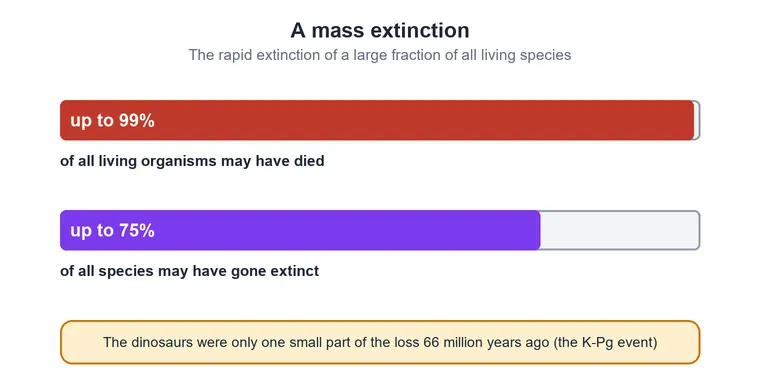 A mass extinction
The rapid extinction of a large fraction of all living species
up to 99%
of all living organisms may have died
up to 75%
of all species may have gone extinct
The dinosaurs were only one small part of the loss 66 million years ago (the K-Pg event)